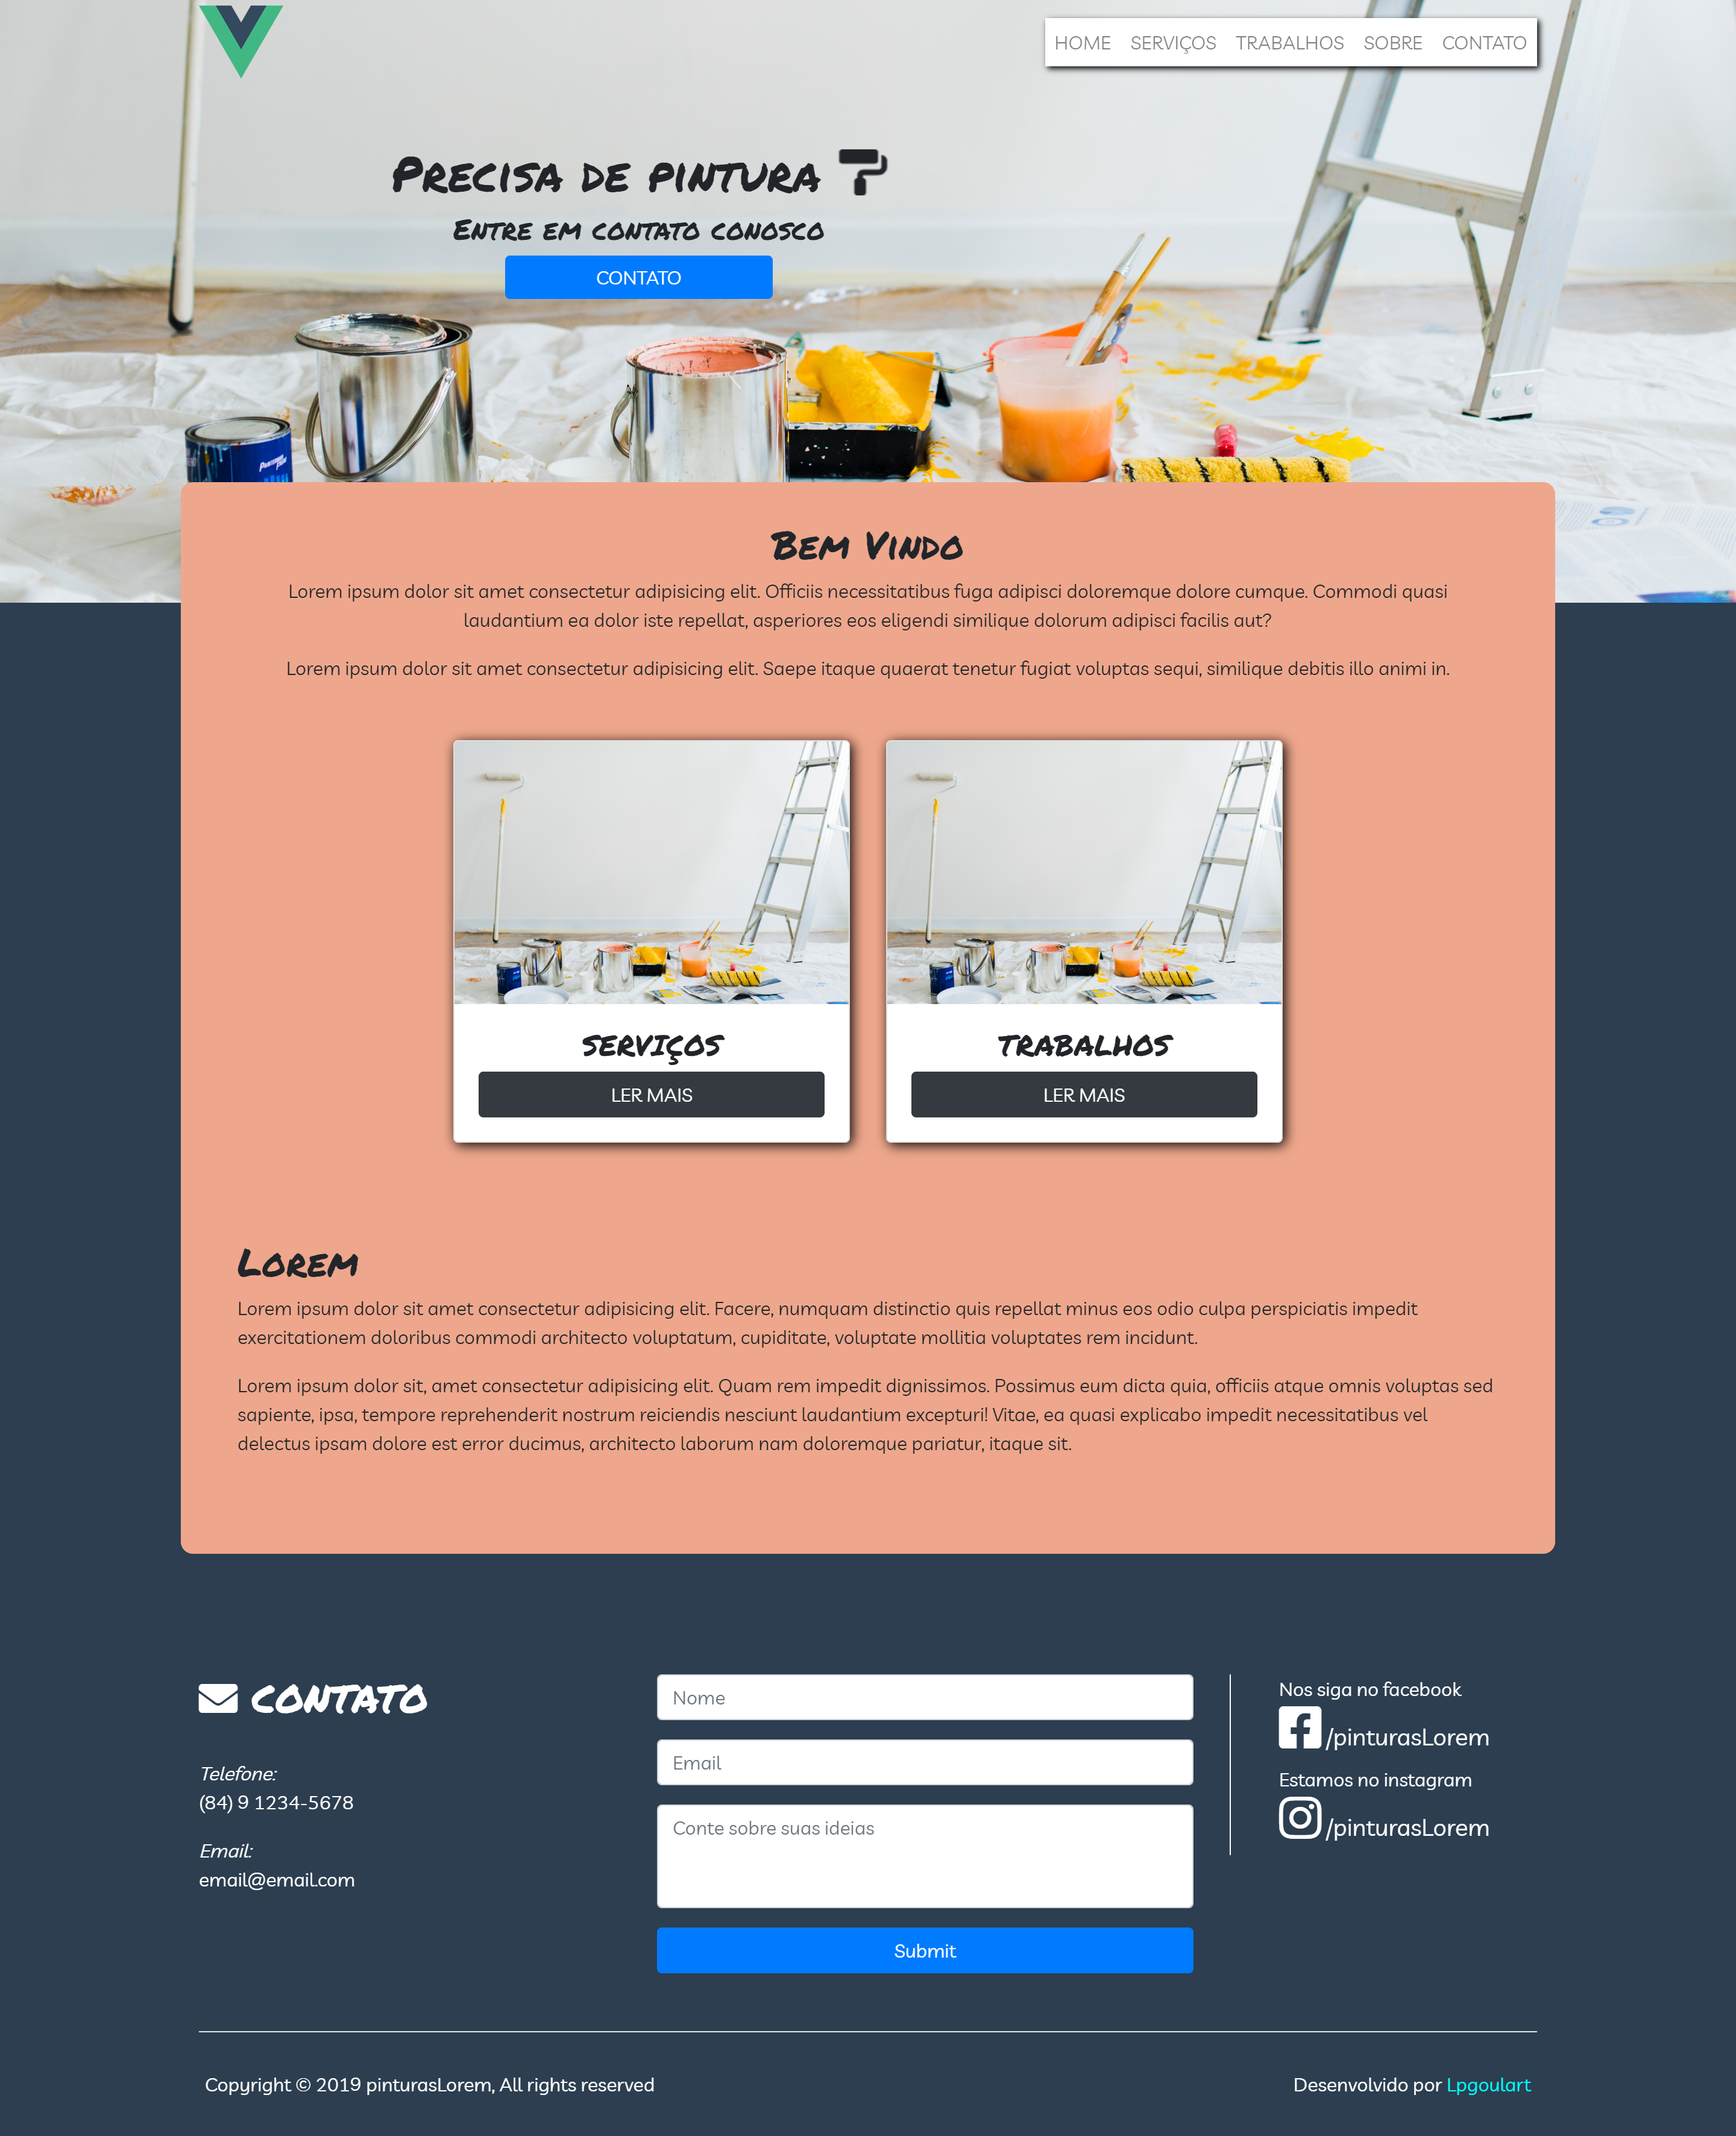 HOME SERVIÇOS TRABALHOS SOBRE CONTATO
Precisa de pintura
Entre em contato conosco
CONTATO
Bem Vindo
Lorem ipsum dolor sit amet consectetur adipisicing elit. Officiis necessitatibus fuga adipisci doloremque dolore cumque. Commodi quasi
laudantium ea dolor iste repellat, asperiores eos eligendi similique dolorum adipisci facilis aut?
Lorem ipsum dolor sit amet consectetur adipisicing elit. Saepe itaque quaerat tenetur fugiat voluptas sequi, similique debitis illo animi in.
SERVIÇOS
LER MAIS
TRABALHOS
LER MAIS
Lorem
Lorem ipsum dolor sit amet consectetur adipisicing elit. Facere, numquam distinctio quis repellat minus eos odio culpa perspiciatis impedit
exercitationem doloribus commodi architecto voluptatum, cupiditate, voluptate mollitia voluptates rem incidunt.
Lorem ipsum dolor sit, amet consectetur adipisicing elit. Quam rem impedit dignissimos. Possimus eum dicta quia, officiis atque omnis voluptas sed
sapiente, ipsa, tempore reprehenderit nostrum reiciendis nesciunt laudantium excepturi! Vitae, ea quasi explicabo impedit necessitatibus vel
delectus ipsam dolore est error ducimus, architecto laborum nam doloremque pariatur, itaque sit.
CONTATO
Telefone:
(84) 9 1234-5678
Email:
email@email.com
Nome
Email
Conte sobre suas ideias
Submit
Nos siga no facebook
/pinturasLorem
Estamos no instagram
/pinturasLorem
Copyright © 2019 pinturasLorem, All rights reserved
Desenvolvido por Lpgoulart